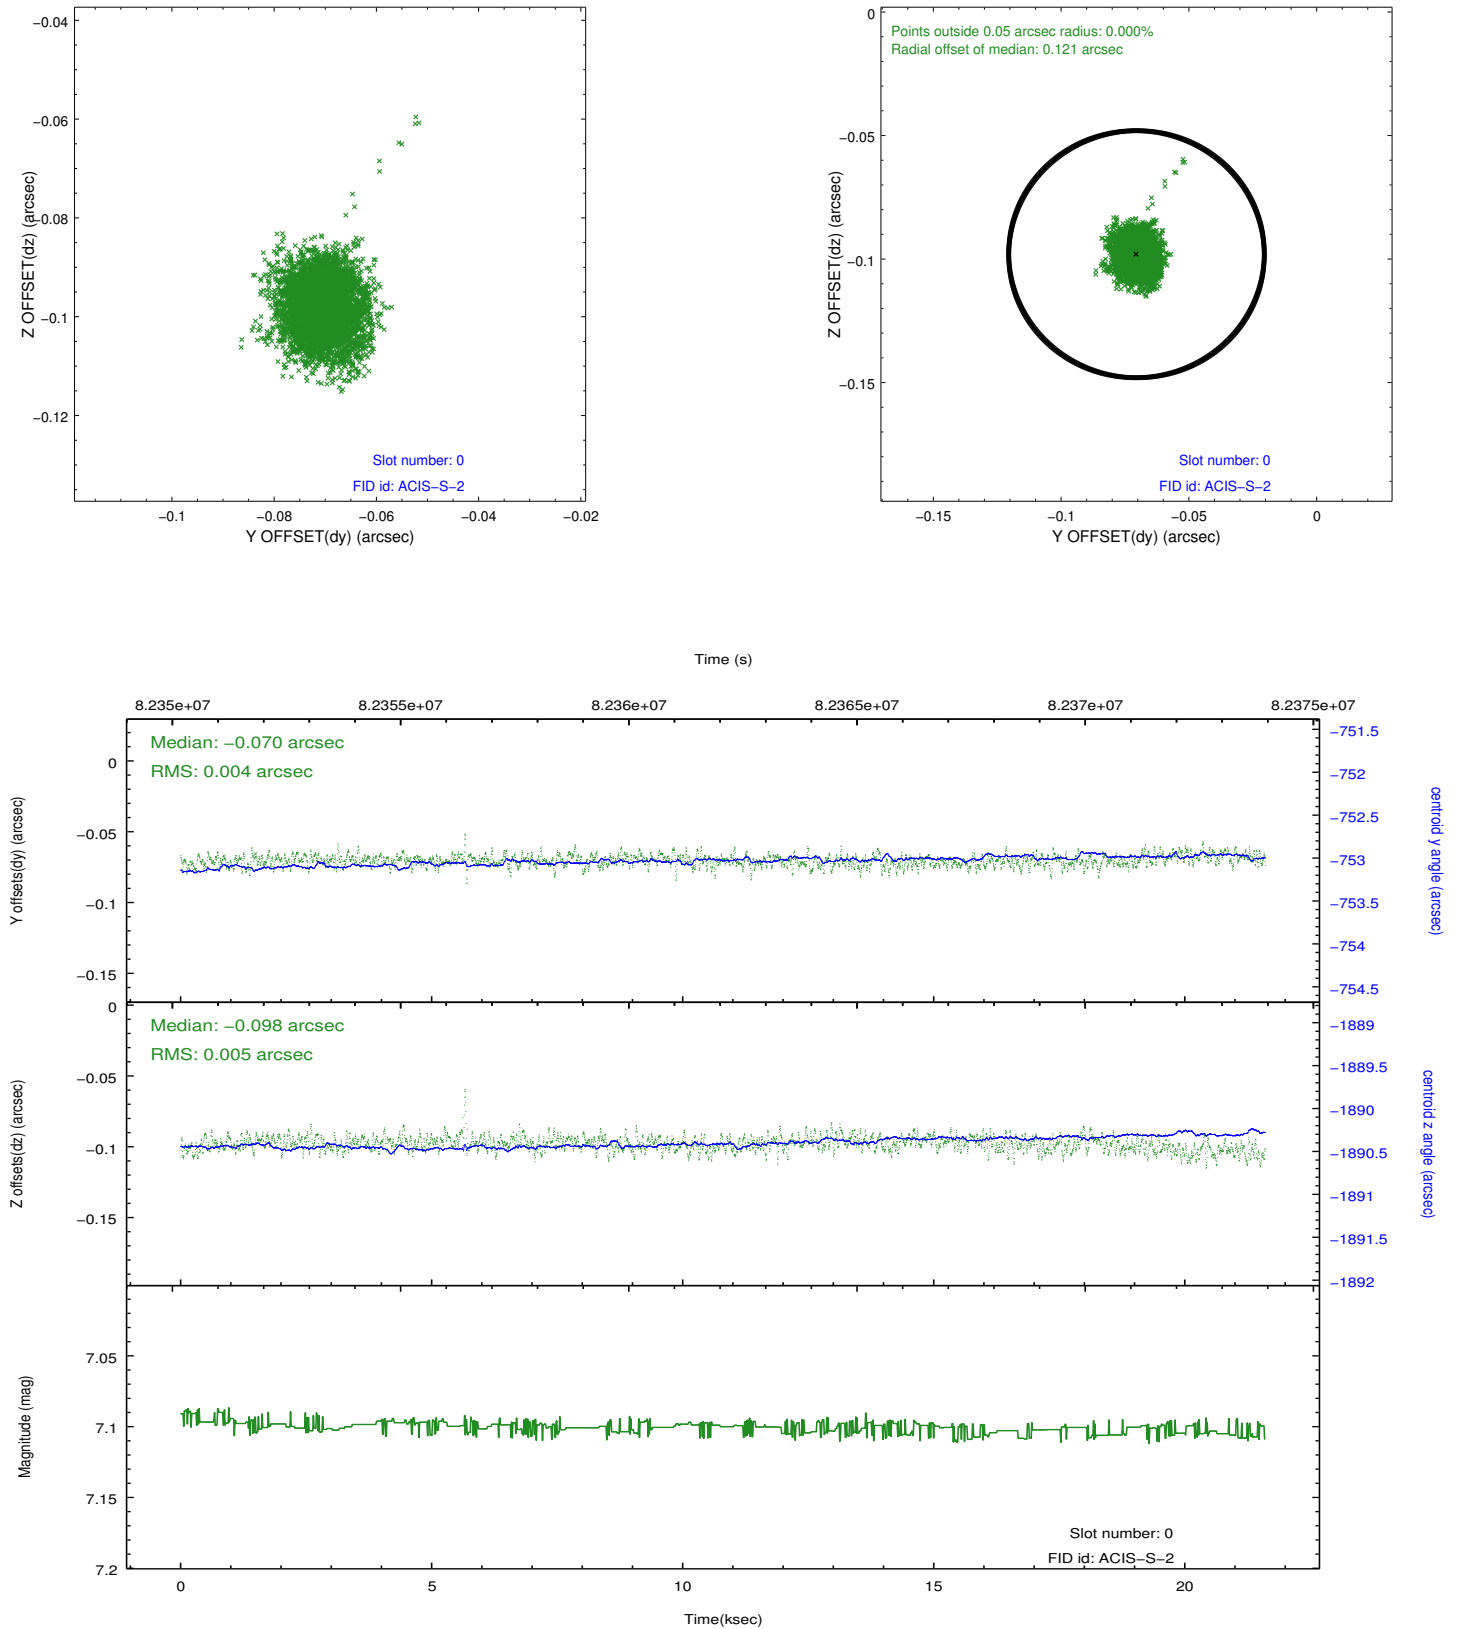 −0.04
−0.06
−0.08
−0.1
−0.12
Z OFFSET(dz) (arcsec)
Slot number: 0
FID id: ACIS−S−2
−0.1
−0.08
−0.06
−0.04
−0.02
Y OFFSET(dy) (arcsec)
Points outside 0.05 arcsec radius: 0.000%
Radial offset of median: 0.121 arcsec
0
−0.05
−0.1
−0.15
Z OFFSET(dz) (arcsec)
Slot number: 0
FID id: ACIS−S−2
−0.15
−0.1
−0.05
0
Y OFFSET(dy) (arcsec)
Time (s)
8.235e+07
8.2355e+07
8.236e+07
8.2365e+07
8.237e+07
8.2375e+07
Median: −0.070 arcsec
RMS: 0.004 arcsec
0
−0.05
−0.1
−0.15
Y offsets(dy) (arcsec)
−751.5
−752
−752.5
−753
−753.5
−754
−754.5
centroid y angle (arcsec)
Median: −0.098 arcsec
RMS: 0.005 arcsec
0
−0.05
−0.1
−0.15
Z offsets(dz) (arcsec)
−1889
−1889.5
−1890
−1890.5
−1891
−1891.5
−1892
centroid z angle (arcsec)
7.05
7.1
7.15
7.2
Magnitude (mag)
Slot number: 0
FID id: ACIS−S−2
0
5
10
15
20
Time(ksec)